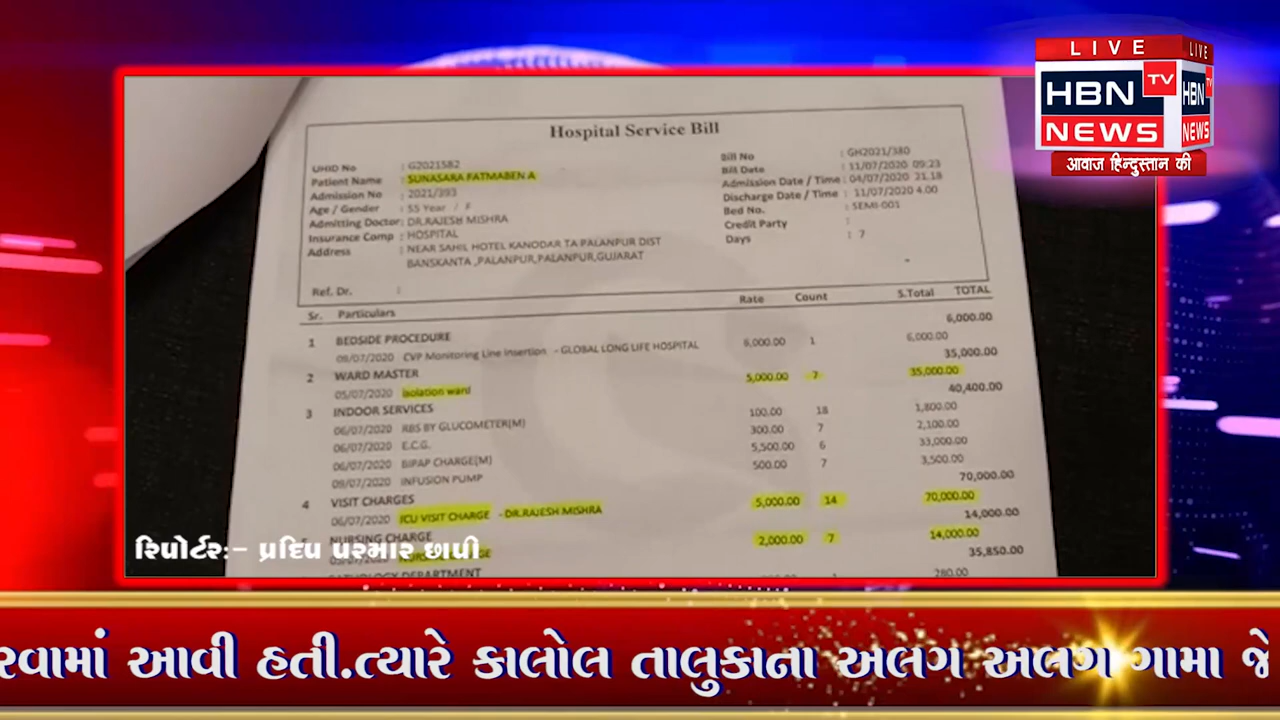 LIVE
LIVE
HBN TV
HBN
TV
NEWS
NEWS
आवाज़ हिन्दुस्तान की
Hospital Service Bill
UHID No : G2021582
Patient Name : SUNASARA FATMABEN A
Admission No : 2021/393
Age / Gender : 55 Year / F
Admitting Doctor: DR.RAJESH MISHRA
Insurance Comp : HOSPITAL
Address : NEAR SAHIL HOTEL KANODAR TA PALANPUR DIST
BANSKANTA ,PALANPUR,PALANPUR,GUJARAT
Ref. Dr. :
Bill No : GH2021/380
Bill Date : 11/07/2020 09:23
Admission Date / Time : 04/07/2020 21.18
Discharge Date / Time : 11/07/2020 4.00
Bed No. : SEMI-001
Credit Party :
Days : 7
Sr. Particulars Rate Count S.Total TOTAL
1 BEDSIDE PROCEDURE 6,000.00
08/07/2020 CVP Monitoring Line Insertion - GLOBAL LONG LIFE HOSPITAL 6,000.00 1 6,000.00
2 WARD MASTER 35,000.00
05/07/2020 Isolation ward 5,000.00 7 35,000.00
3 INDOOR SERVICES 40,400.00
06/07/2020 RBS BY GLUCOMETER(M) 100.00 18 1,800.00
06/07/2020 E.C.G. 300.00 7 2,100.00
06/07/2020 BIPAP CHARGE(M) 5,500.00 6 33,000.00
08/07/2020 INFUSION PUMP 500.00 7 3,500.00
4 VISIT CHARGES 70,000.00
06/07/2020 ICU VISIT CHARGE - DR.RAJESH MISHRA 5,000.00 14 70,000.00
NURSING CHARGE 14,000.00
2,000.00 7 14,000.00
DEPARTMENT 35,850.00
280.00
રિપોર્ટર:- પ્રદિપ પરમાર છાપી
રવામાં આવી હતી.ત્યારે કાલોલ તાલુકાના અલગ અલગ ગામા જે